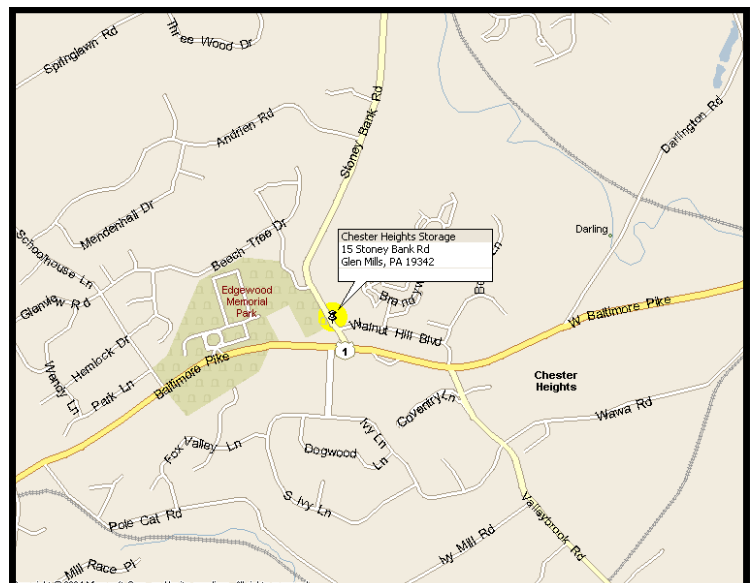 Springlawn Rd
Three Wood Dr
Stoney Bank Rd
Andrien Rd
Darlington Rd
Mendenhall Dr
Schoolhouse Ln
Beech Tree Dr
Darling
Chester Heights Storage
15 Stoney Bank Rd
Glen Mills, PA 19342
Edgewood
Memorial
Park
Walnut Hill Blvd
W Baltimore Pike
1
Hemlock Dr
Wendy Ln
Park Ln
Baltimore Pike
Chester
Heights
Coventry Ln
Wawa Rd
Ivy Ln
Fox Valley Ln
Dogwood Ln
S Ivy Ln
Pole Cat Rd
Valleybrook Rd
Ivy Mill Rd
Mill Race Pl